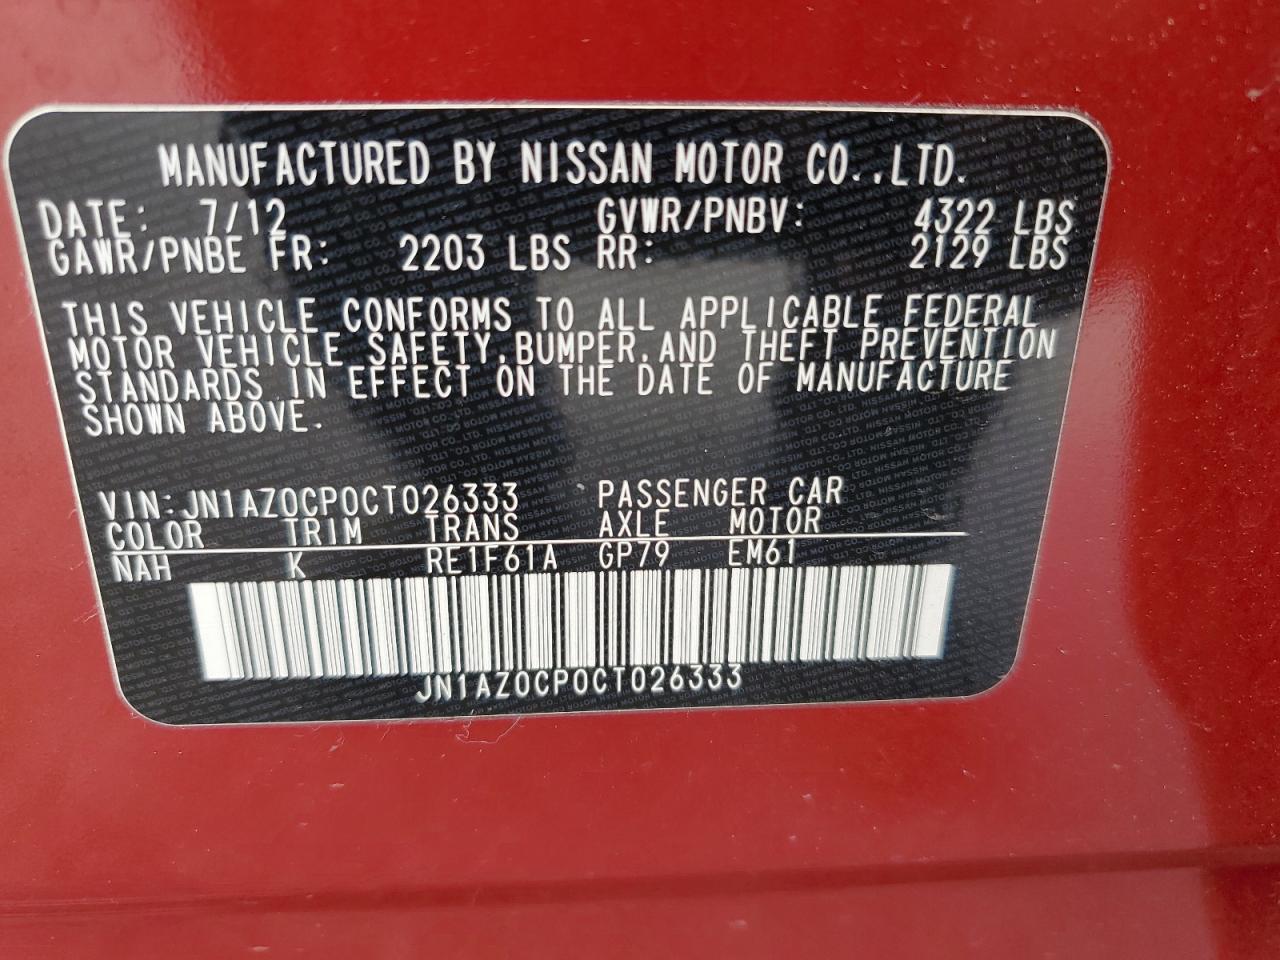 MANUFACTURED BY NISSAN MOTOR CO.,LTD.
DATE: 7/12 GVWR/PNBV: 4322 LBS
GAWR/PNBE FR: 2203 LBS RR: 2129 LBS
THIS VEHICLE CONFORMS TO ALL APPLICABLE FEDERAL
MOTOR VEHICLE SAFETY,BUMPER,AND THEFT PREVENTION
STANDARDS IN EFFECT ON THE DATE OF MANUFACTURE
SHOWN ABOVE.
VIN:JN1AZ0CP0CT026333 PASSENGER CAR
COLOR TRIM TRANS AXLE MOTOR
NAH K RE1F61A GP79 EM61
JN1AZ0CP0CT026333